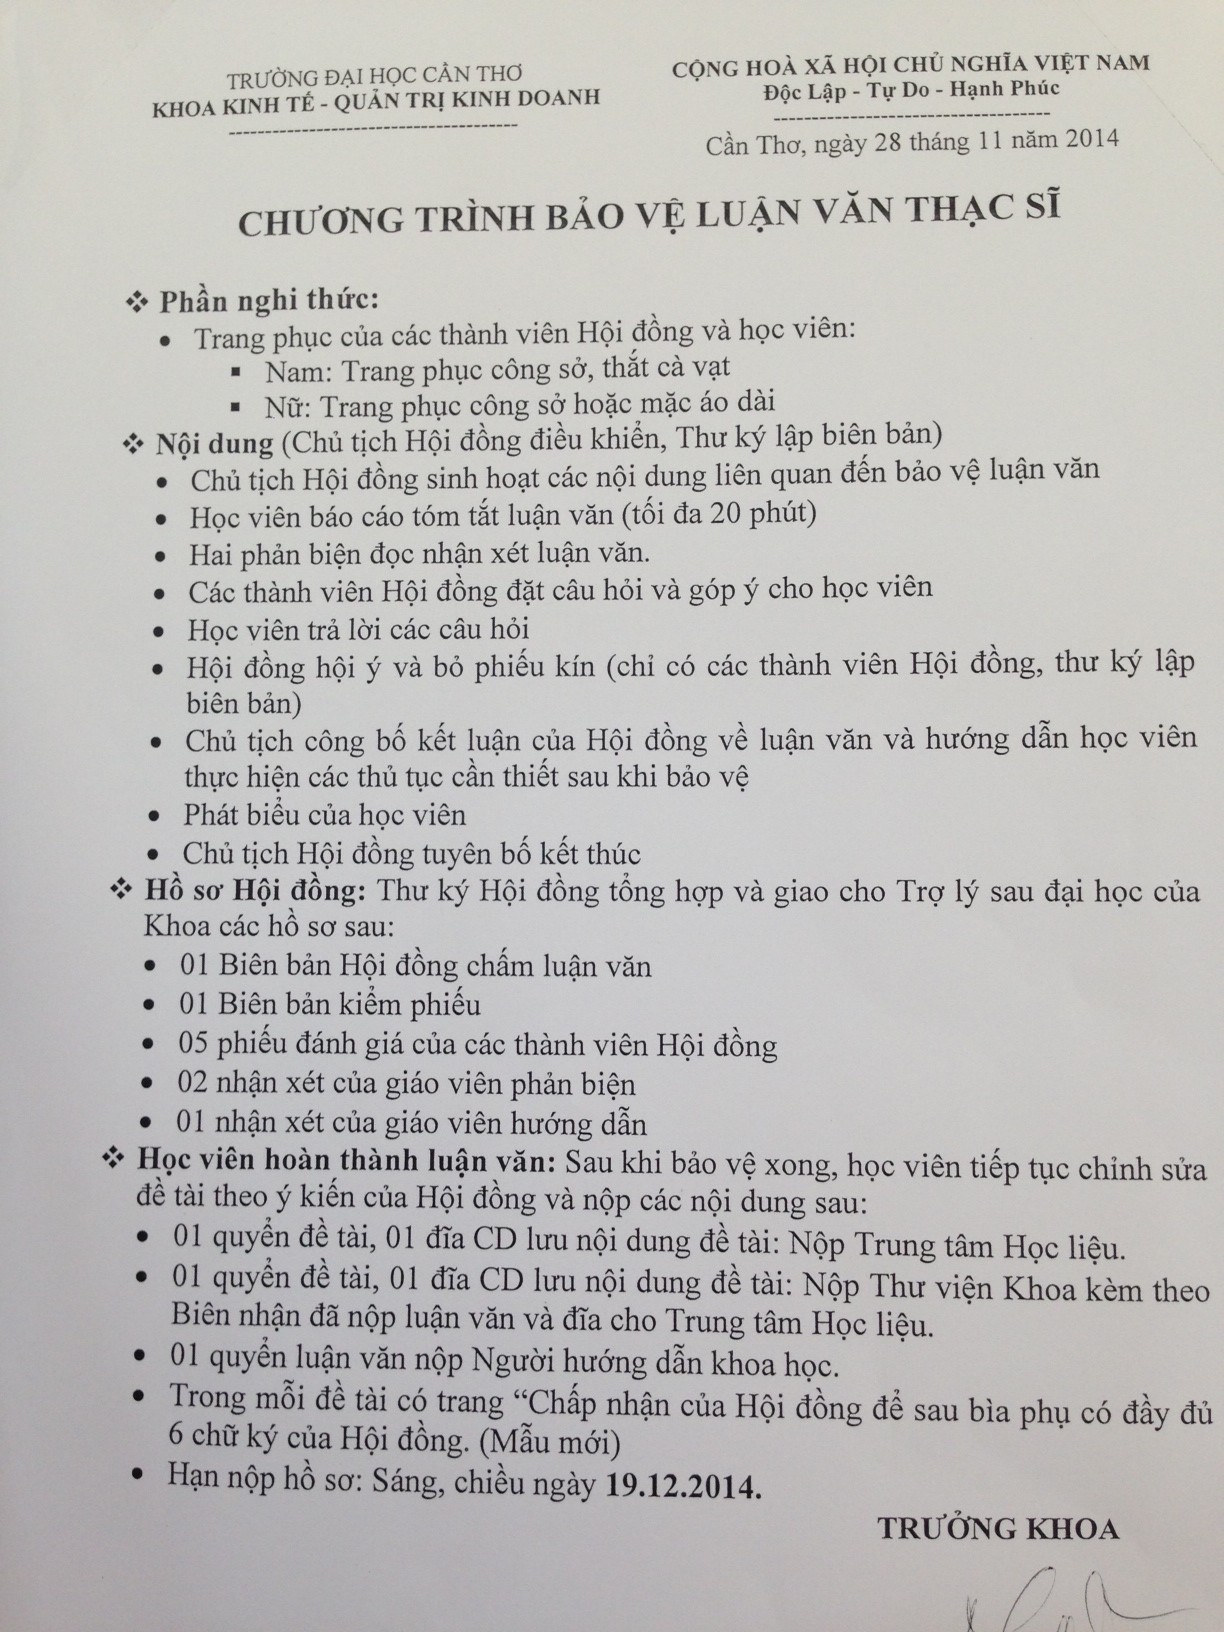 TRƯỜNG ĐẠI HỌC CẦN THƠ
KHOA KINH TẾ - QUẢN TRỊ KINH DOANH
----------------------------------------
CỘNG HOÀ XÃ HỘI CHỦ NGHĨA VIỆT NAM
Độc Lập - Tự Do - Hạnh Phúc
------------------------------------
Cần Thơ, ngày 28 tháng 11 năm 2014
CHƯƠNG TRÌNH BẢO VỆ LUẬN VĂN THẠC SĨ
❖ Phần nghi thức:
• Trang phục của các thành viên Hội đồng và học viên:
▪ Nam: Trang phục công sở, thắt cà vạt
▪ Nữ: Trang phục công sở hoặc mặc áo dài
❖ Nội dung (Chủ tịch Hội đồng điều khiển, Thư ký lập biên bản)
• Chủ tịch Hội đồng sinh hoạt các nội dung liên quan đến bảo vệ luận văn
• Học viên báo cáo tóm tắt luận văn (tối đa 20 phút)
• Hai phản biện đọc nhận xét luận văn.
• Các thành viên Hội đồng đặt câu hỏi và góp ý cho học viên
• Học viên trả lời các câu hỏi
• Hội đồng hội ý và bỏ phiếu kín (chỉ có các thành viên Hội đồng, thư ký lập
biên bản)
• Chủ tịch công bố kết luận của Hội đồng về luận văn và hướng dẫn học viên
thực hiện các thủ tục cần thiết sau khi bảo vệ
• Phát biểu của học viên
• Chủ tịch Hội đồng tuyên bố kết thúc
❖ Hồ sơ Hội đồng: Thư ký Hội đồng tổng hợp và giao cho Trợ lý sau đại học của
Khoa các hồ sơ sau:
• 01 Biên bản Hội đồng chấm luận văn
• 01 Biên bản kiểm phiếu
• 05 phiếu đánh giá của các thành viên Hội đồng
• 02 nhận xét của giáo viên phản biện
• 01 nhận xét của giáo viên hướng dẫn
❖ Học viên hoàn thành luận văn: Sau khi bảo vệ xong, học viên tiếp tục chỉnh sửa
đề tài theo ý kiến của Hội đồng và nộp các nội dung sau:
• 01 quyển đề tài, 01 đĩa CD lưu nội dung đề tài: Nộp Trung tâm Học liệu.
• 01 quyển đề tài, 01 đĩa CD lưu nội dung đề tài: Nộp Thư viện Khoa kèm theo
Biên nhận đã nộp luận văn và đĩa cho Trung tâm Học liệu.
• 01 quyển luận văn nộp Người hướng dẫn khoa học.
• Trong mỗi đề tài có trang “Chấp nhận của Hội đồng để sau bìa phụ có đầy đủ
6 chữ ký của Hội đồng. (Mẫu mới)
• Hạn nộp hồ sơ: Sáng, chiều ngày 19.12.2014.
TRƯỞNG KHOA